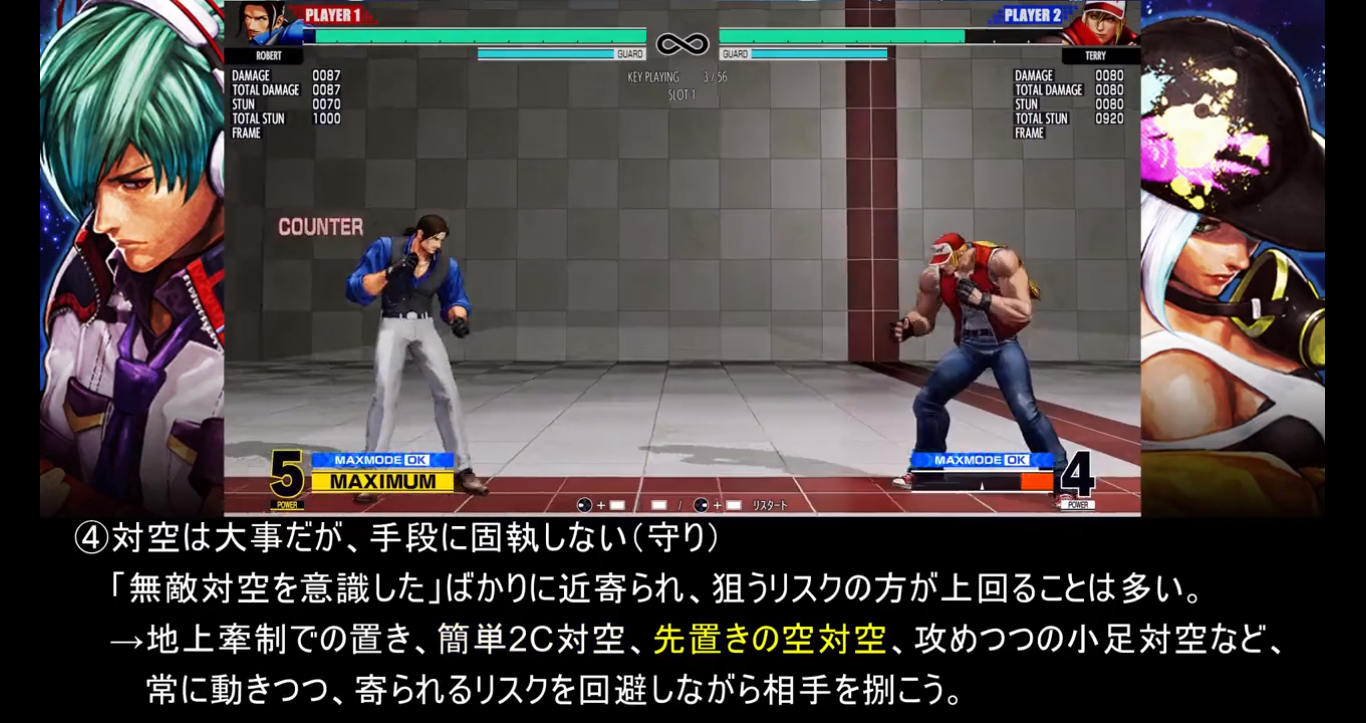 PLAYER 1
PLAYER 2
ROBERT
GUARD
GUARD
TERRY
KEY PLAYING 3 / 56
SLOT 1
DAMAGE 0087
TOTAL DAMAGE 0087
STUN 0070
TOTAL STUN 1000
FRAME
DAMAGE 0080
TOTAL DAMAGE 0080
STUN 0080
TOTAL STUN 0920
FRAME
COUNTER
5
POWER
MAXMODE OK
MAXIMUM
MAXMODE OK
4
POWER
+ / + リスタート
④対空は大事だが、手段に固執しない（守り）
「無敵対空を意識した」ばかりに近寄られ、狙うリスクの方が上回ることは多い。
→地上牽制での置き、簡単2C対空、先置きの空対空、攻めつつの小足対空など、
常に動きつつ、寄られるリスクを回避しながら相手を捌こう。